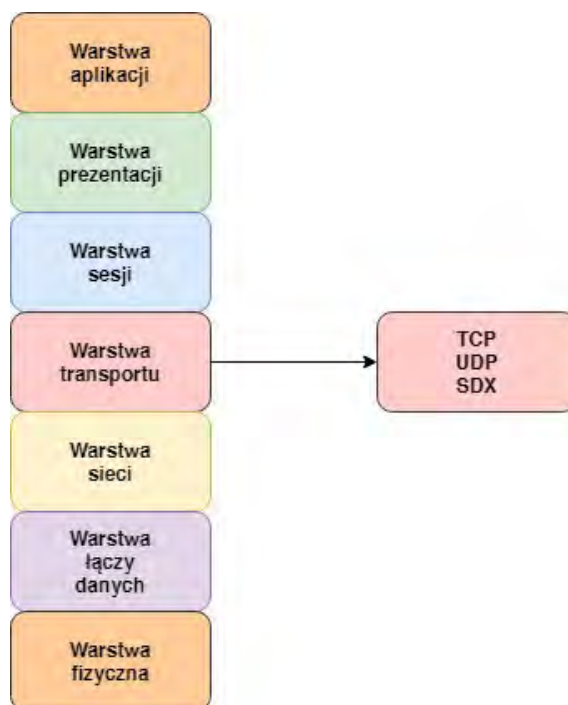 Warstwa
aplikacji
Warstwa
prezentacji
Warstwa
sesji
Warstwa
transportu
TCP
UDP
SDX
Warstwa
sieci
Warstwa
łączy
danych
Warstwa
fizyczna